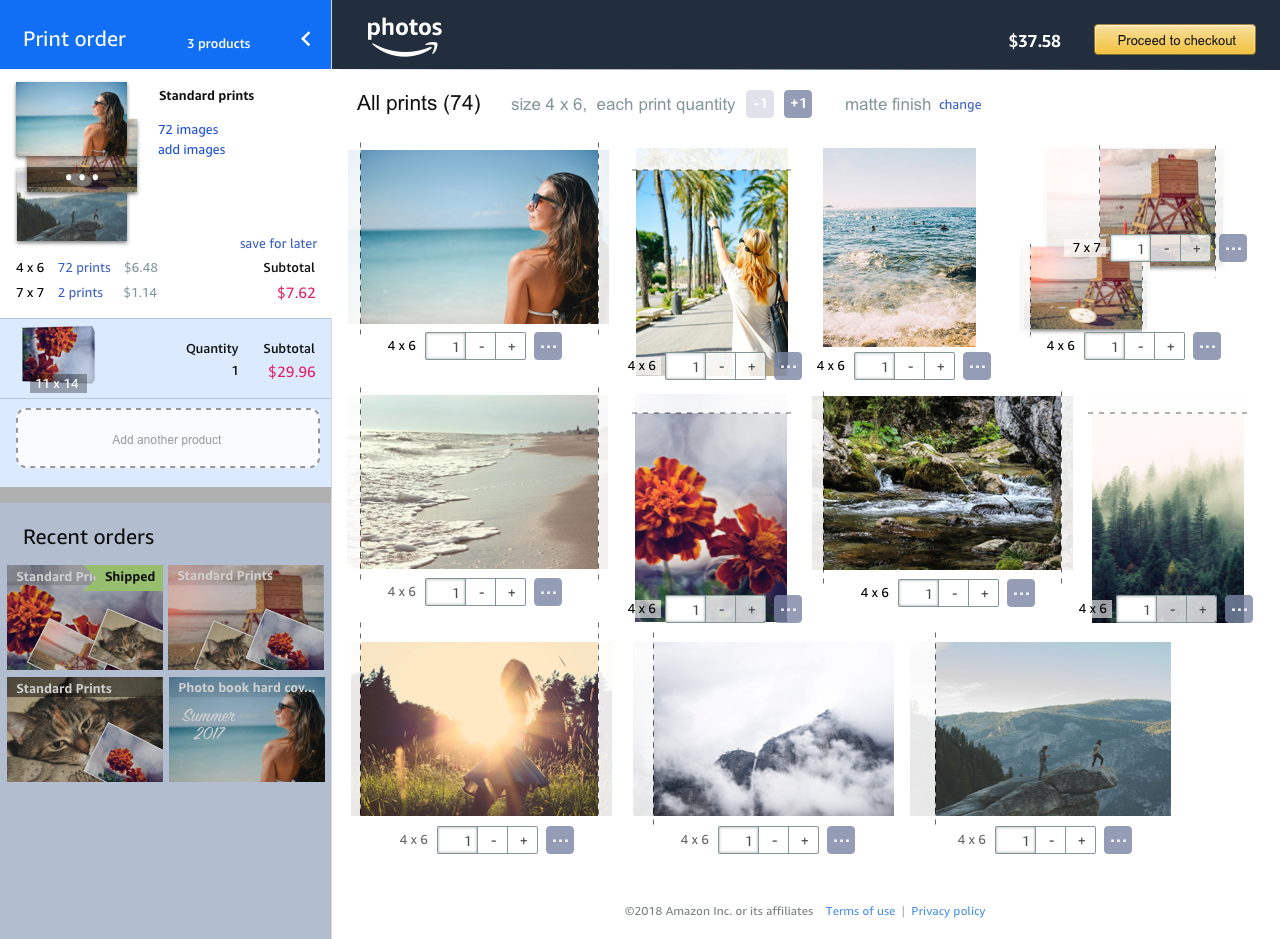 Print order
3 products
photos
$37.58
Proceed to checkout
Standard prints
72 images
add images
save for later
4 x 6 72 prints $6.48 Subtotal
7 x 7 2 prints $1.14 $7.62
Quantity Subtotal
1 $29.96
11 x 14
Add another product
Recent orders
Standard Pri Shipped
Standard Prints
Standard Prints
Photo book hard cov...
Summer
2017
All prints (74) size 4 x 6, each print quantity -1 +1 matte finish change
7 x 7 1 - + ...
4 x 6 1 - + ...
4 x 6 1 - + ...
4 x 6 1 - + ...
4 x 6 1 - + ...
4 x 6 1 - + ...
4 x 6 1 - + ...
4 x 6 1 - + ...
4 x 6 1 - + ...
4 x 6 1 - + ...
4 x 6 1 - + ...
4 x 6 1 - + ...
©2018 Amazon Inc. or its affiliates Terms of use | Privacy policy